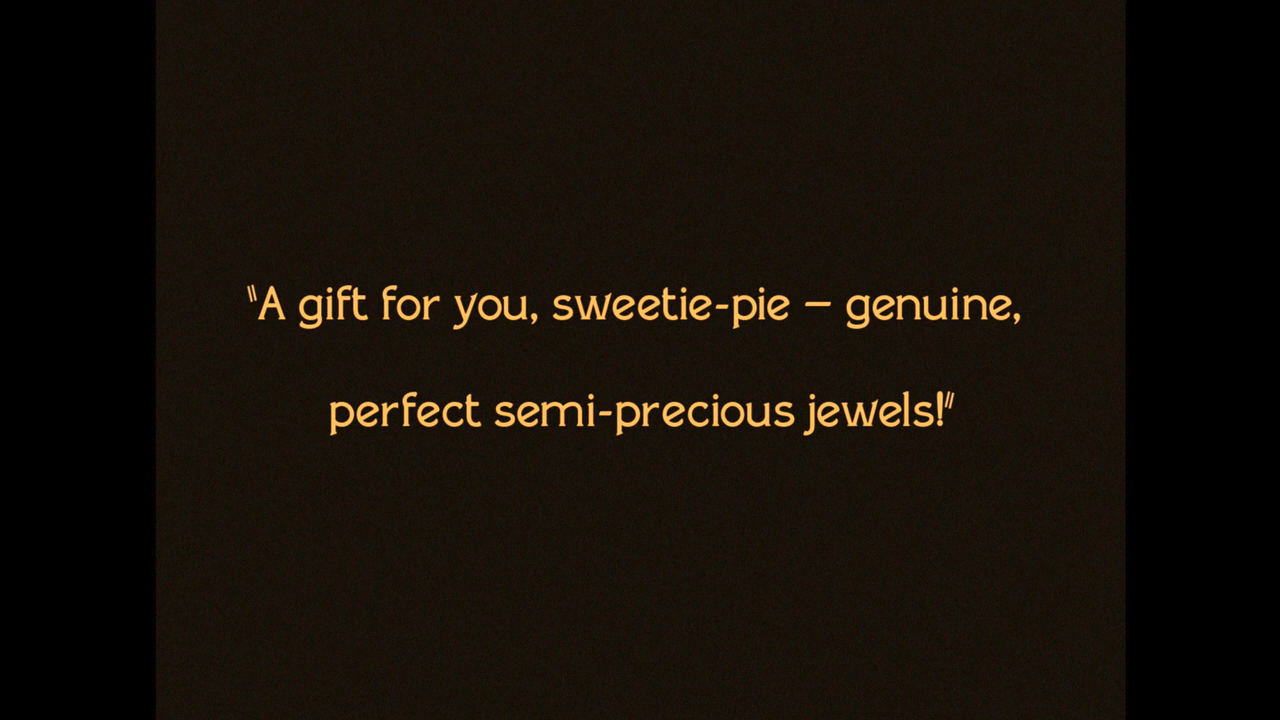 "A gift for you, sweetie-pie — genuine,
perfect semi-precious jewels!"